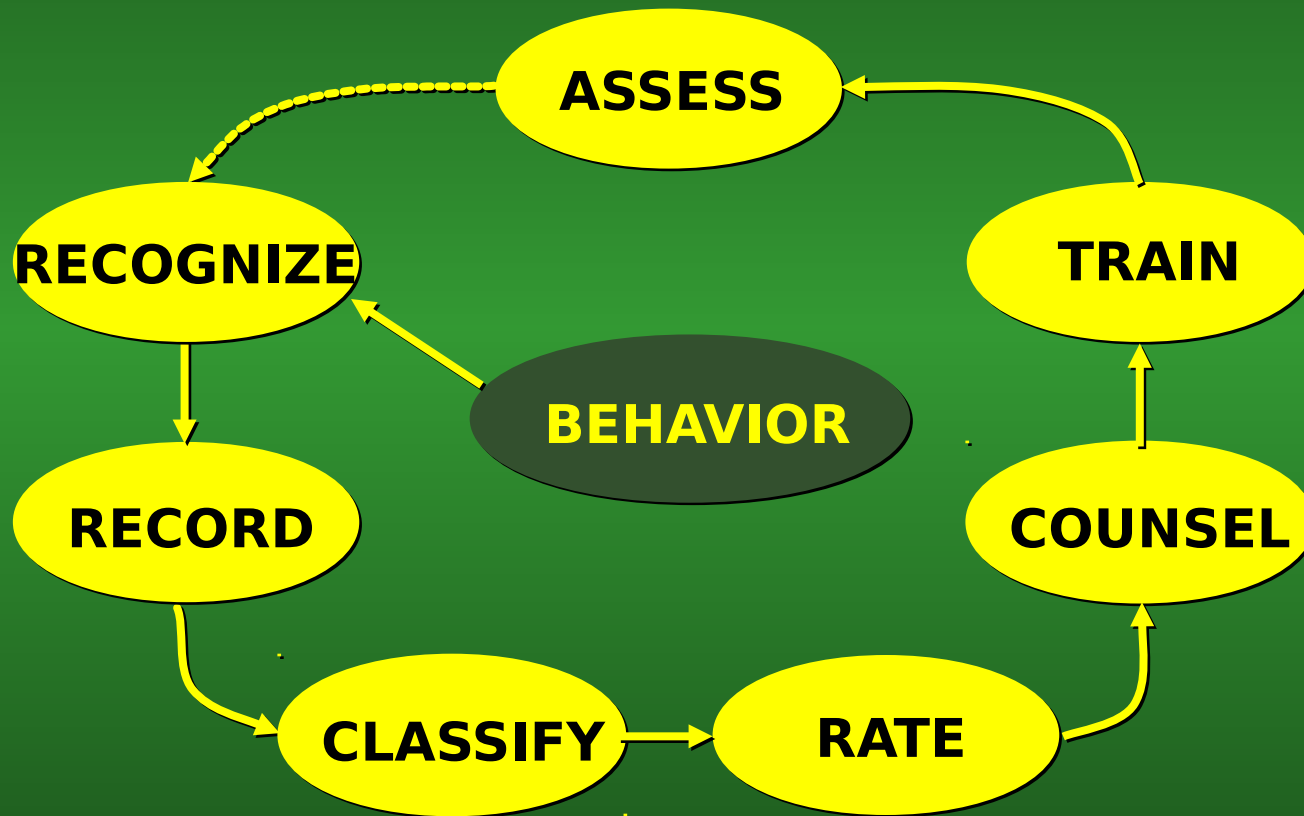 ASSESS
RECOGNIZE
TRAIN
BEHAVIOR
RECORD
COUNSEL
CLASSIFY
RATE